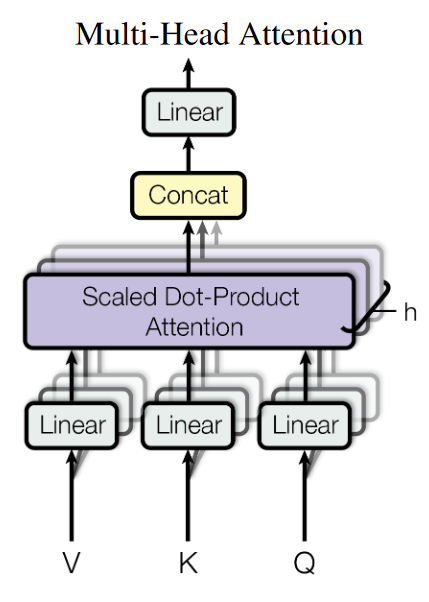 Multi-Head Attention
Linear
Concat
Scaled Dot-Product
Attention
h
Linear Linear Linear
V K Q